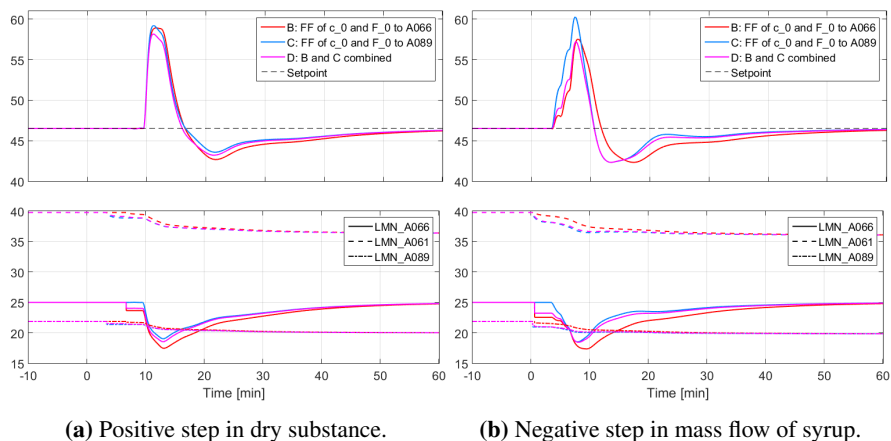 60
55
50
45
40
B: FF of c_0 and F_0 to A066
C: FF of c_0 and F_0 to A089
D: B and C combined
Setpoint
60
55
50
45
40
B: FF of c_0 and F_0 to A066
C: FF of c_0 and F_0 to A089
D: B and C combined
Setpoint
40
35
30
25
20
15
LMN_A066
LMN_A061
LMN_A089
-10 0 10 20 30 40 50 60
Time [min]
40
35
30
25
20
15
LMN_A066
LMN_A061
LMN_A089
-10 0 10 20 30 40 50 60
Time [min]
(a) Positive step in dry substance.
(b) Negative step in mass flow of syrup.